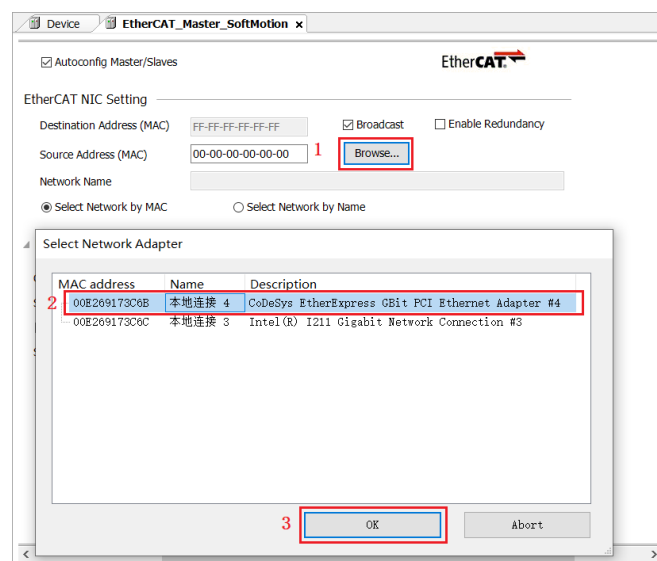 Device EtherCAT_Master_SoftMotion x
Autoconfig Master/Slaves EtherCAT.
EtherCAT NIC Setting
Destination Address (MAC) FF-FF-FF-FF-FF-FF Broadcast Enable Redundancy
Source Address (MAC) 00-00-00-00-00-00 1 Browse...
Network Name
Select Network by MAC Select Network by Name
Select Network Adapter
MAC address Name Description
2 00E269173C6B 本地连接 4 CoDeSys EtherExpress GBit PCI Ethernet Adapter #4
00E269173C6C 本地连接 3 Intel(R) I211 Gigabit Network Connection #3
3 OK Abort